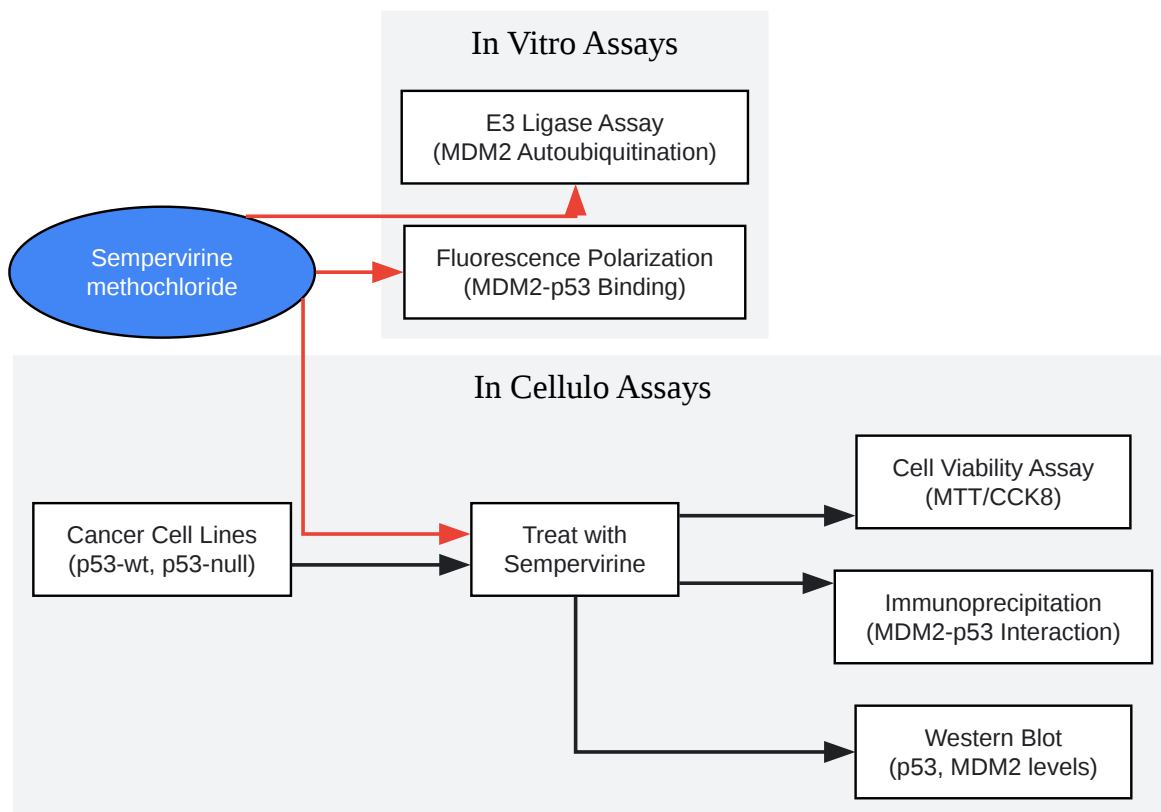 In Vitro Assays
E3 Ligase Assay
(MDM2 Autoubiquitination)
Sempervirine
methochloride
Fluorescence Polarization
(MDM2-p53 Binding)
In Cellulo Assays
Cancer Cell Lines
(p53-wt, p53-null)
Treat with
Sempervirine
Cell Viability Assay
(MTT/CCK8)
Immunoprecipitation
(MDM2-p53 Interaction)
Western Blot
(p53, MDM2 levels)